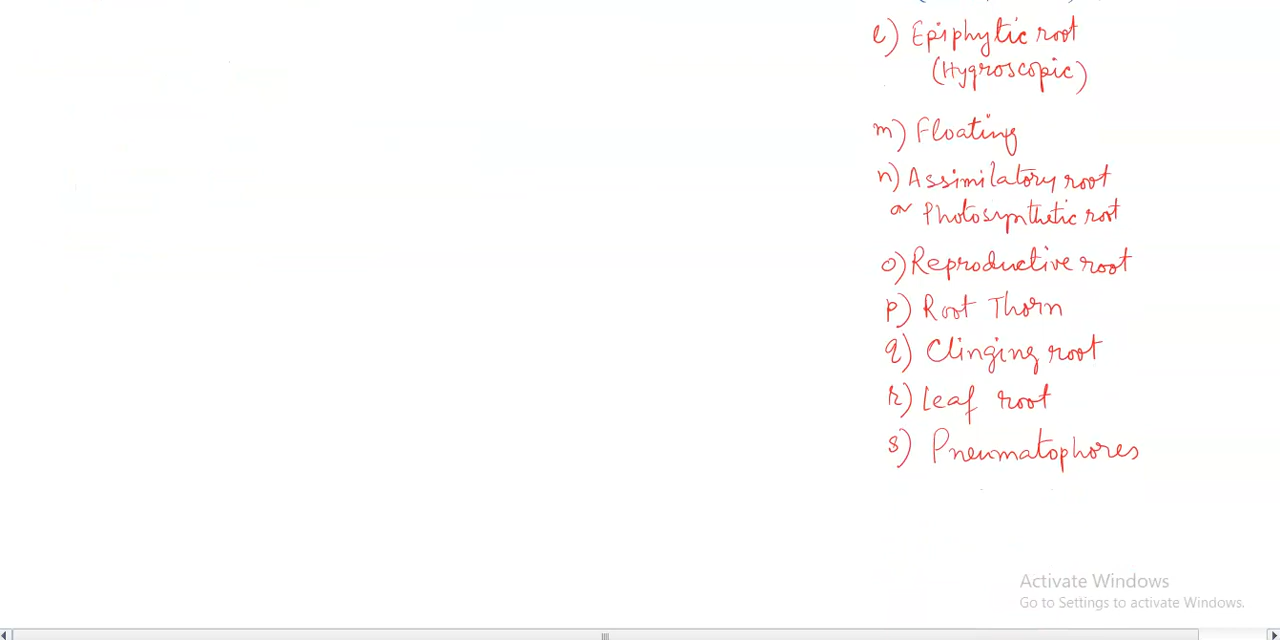 l) Epiphytic root
(Hygroscopic)
m) Floating
n) Assimilatory root
or Photosynthetic root
o) Reproductive root
p) Root Thorn
q) Clinging root
r) Leaf root
s) Pneumatophores
Activate Windows
Go to Settings to activate Windows.